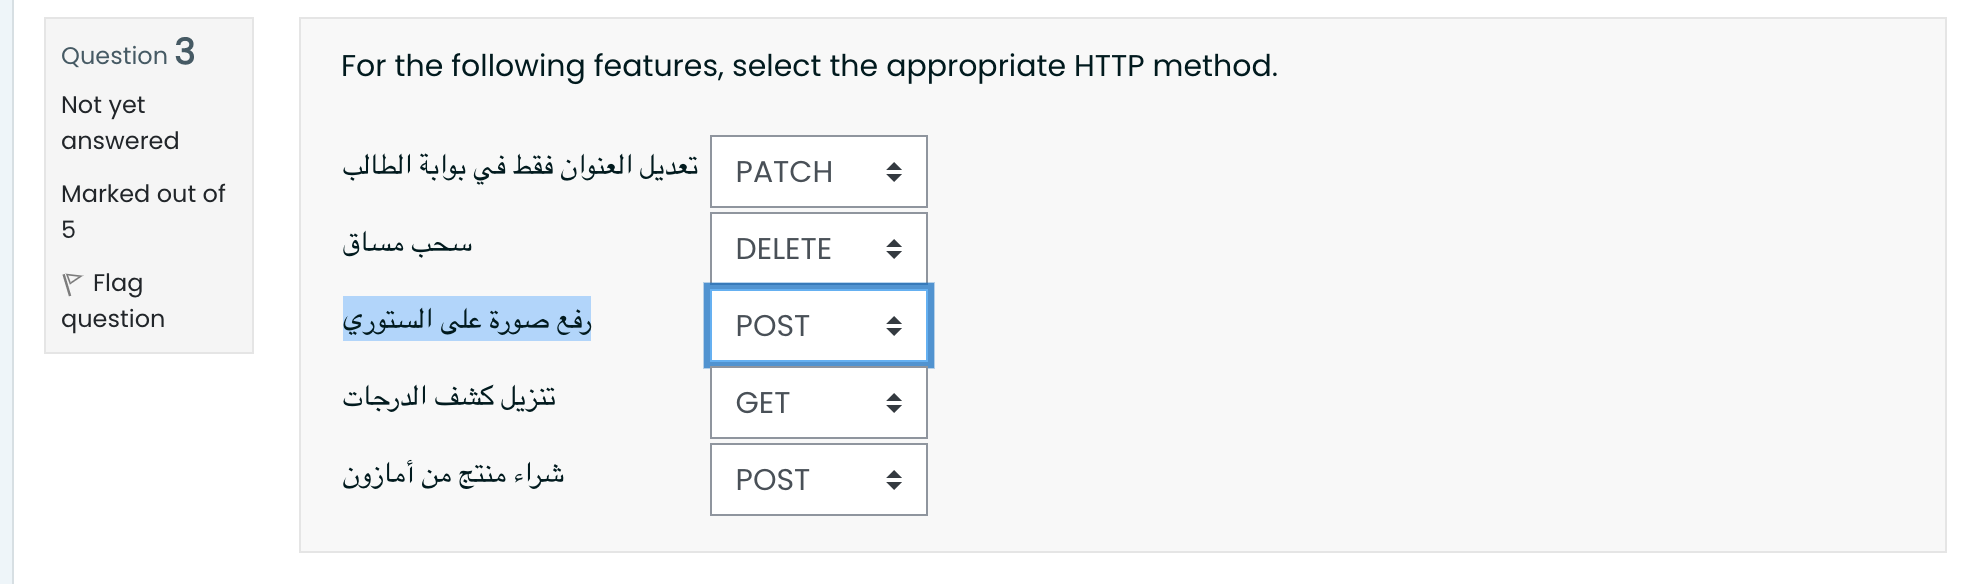 Question 3
Not yet
answered
Marked out of
5
Flag
question
For the following features, select the appropriate HTTP method.
تعديل العنوان فقط في بوابة الطالب
PATCH
سحب مساق
DELETE
رفع صورة على الستوري
POST
تنزيل كشف الدرجات
GET
شراء منتج من أمازون
POST